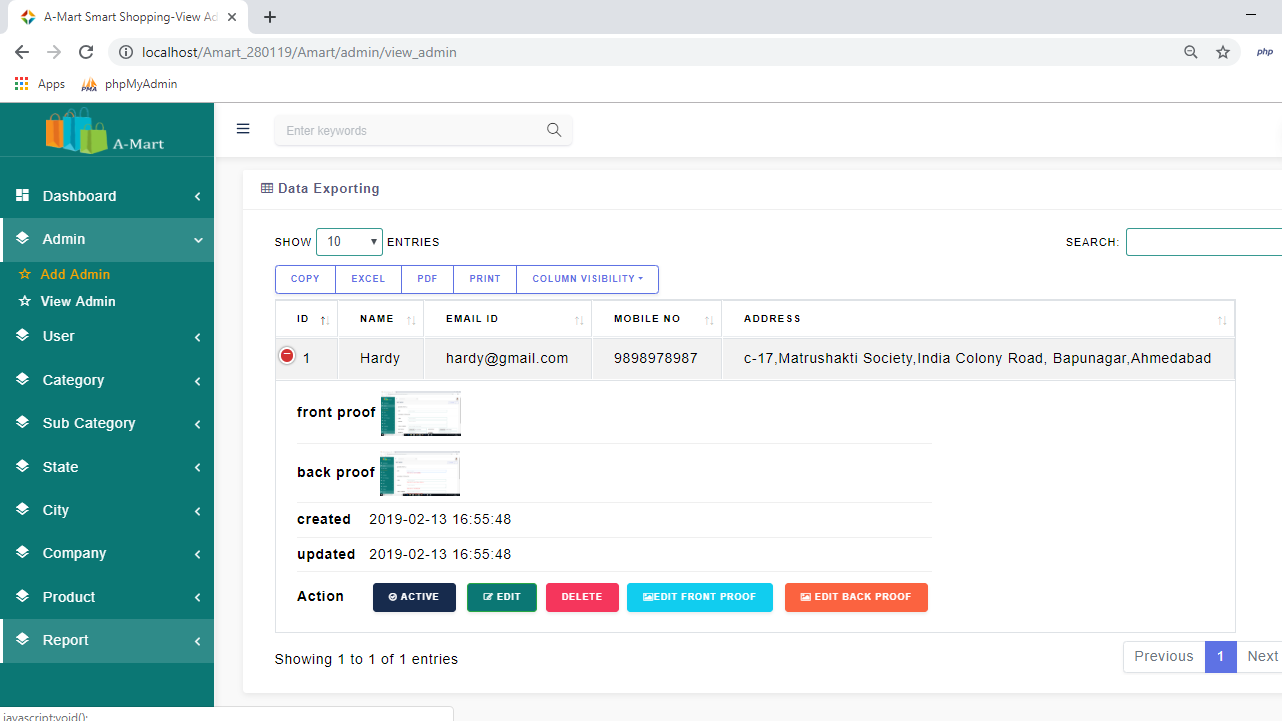 A-Mart Smart Shopping-View Ad
localhost/Amart_280119/Amart/admin/view_admin
php
Apps phpMyAdmin
A-Mart
Enter keywords
Dashboard
Admin
Add Admin
View Admin
User
Category
Sub Category
State
City
Company
Product
Report
Data Exporting
SHOW 10 ENTRIES
SEARCH:
COPY EXCEL PDF PRINT COLUMN VISIBILITY
ID NAME EMAIL ID MOBILE NO ADDRESS
1 Hardy hardy@gmail.com 9898978987 c-17,Matrushakti Society,India Colony Road, Bapunagar,Ahmedabad
front proof
back proof
created 2019-02-13 16:55:48
updated 2019-02-13 16:55:48
Action ACTIVE EDIT DELETE EDIT FRONT PROOF EDIT BACK PROOF
Showing 1 to 1 of 1 entries
Previous 1 Next
javascript:void();